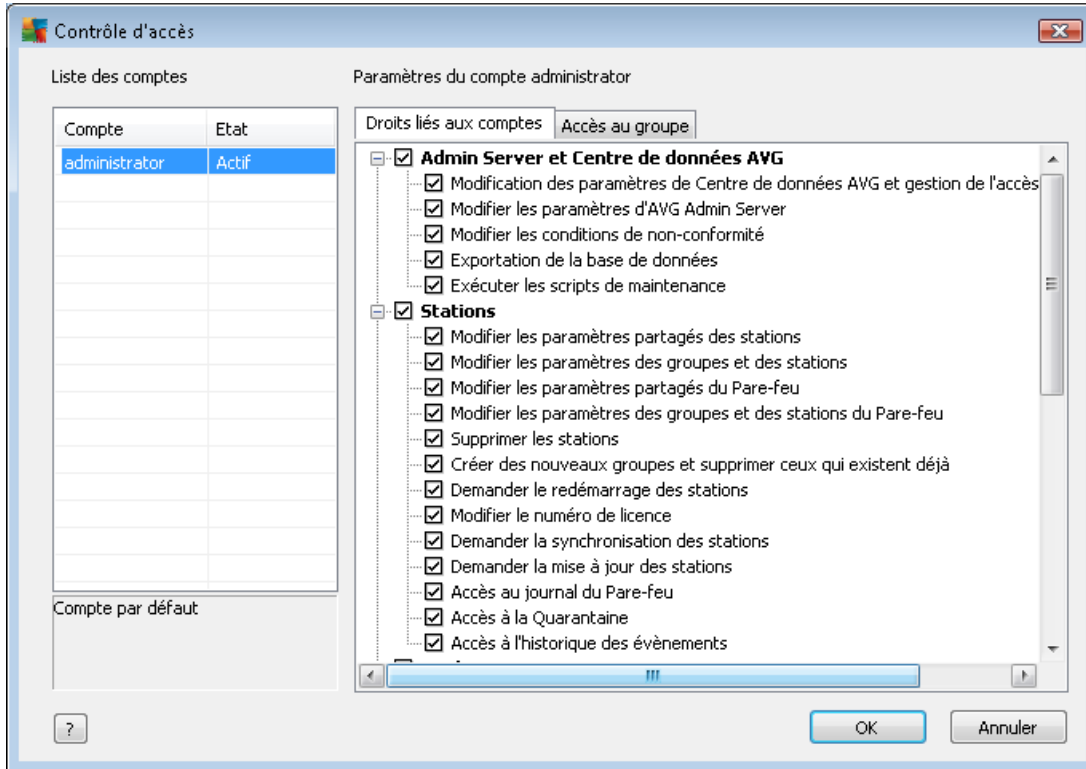 Contrôle d'accès
Liste des comptes
Paramètres du compte administrator
Compte Etat
administrator Actif
Compte par défaut
Droits liés aux comptes Accès au groupe
Admin Server et Centre de données AVG
Modification des paramètres de Centre de données AVG et gestion de l'accès
Modifier les paramètres d'AVG Admin Server
Modifier les conditions de non-conformité
Exportation de la base de données
Exécuter les scripts de maintenance
Stations
Modifier les paramètres partagés des stations
Modifier les paramètres des groupes et des stations
Modifier les paramètres partagés du Pare-feu
Modifier les paramètres des groupes et des stations du Pare-feu
Supprimer les stations
Créer des nouveaux groupes et supprimer ceux qui existent déjà
Demander le redémarrage des stations
Modifier le numéro de licence
Demander la synchronisation des stations
Demander la mise à jour des stations
Accès au journal du Pare-feu
Accès à la Quarantaine
Accès à l'historique des évènements
?
OK
Annuler